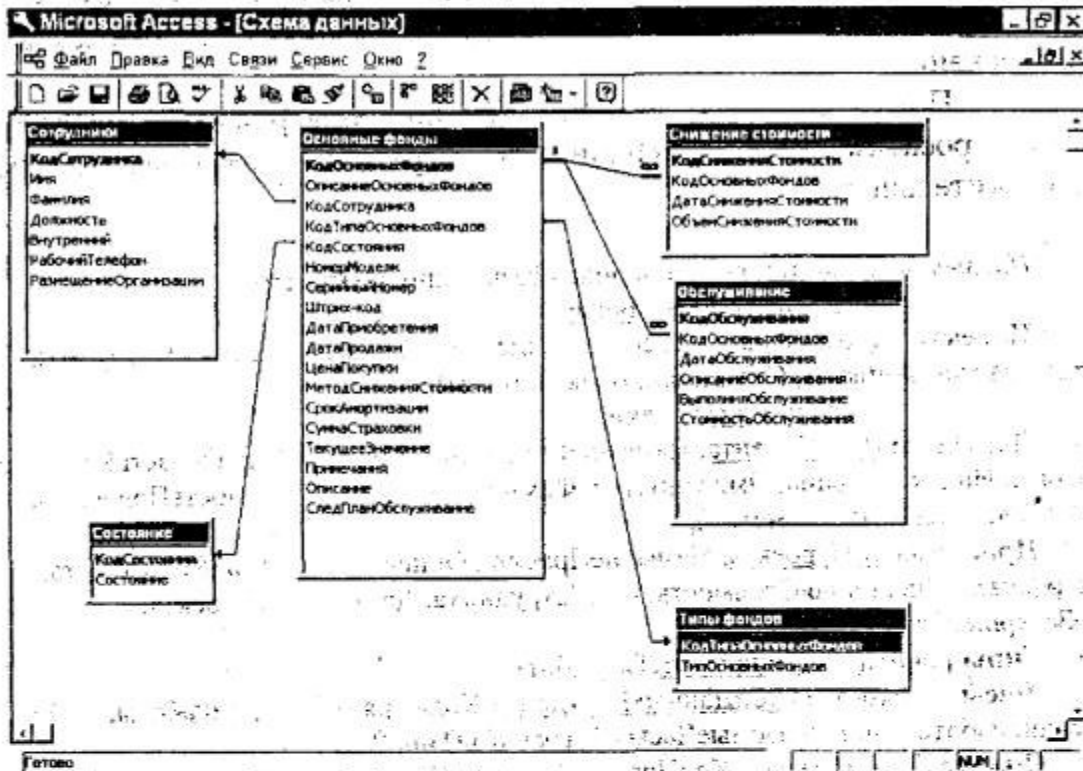 Microsoft Access - [Схема данных]
Файл Правка Вид Связи Сервис Окно ?
Сотрудники
КодСотрудника
Имя
Фамилия
Должность
Внутренний
РабочийТелефон
РазмещениеОрганизации
Основные фонды
КодОсновныхФондов
ОписаниеОсновныхФондов
КодСотрудника
КодТипаОсновныхФондов
КодСостояния
НомерМодели
СерийныйНомер
Штрих-код
ДатаПриобретения
ДатаПродажи
ЦенаПокупки
МетодСниженияСтоимости
СрокАмортизации
СуммаСтраховки
ТекущееЗначение
Примечания
Описание
СледПланОбслуживание
Снижение стоимости
КодСниженияСтоимости
КодОсновныхФондов
ДатаСниженияСтоимости
ОбъемСниженияСтоимости
Обслуживание
КодОбслуживания
КодОсновныхФондов
ДатаОбслуживания
ОписаниеОбслуживания
ВыполнилОбслуживание
СтоимостьОбслуживания
Состояние
КодСостояния
Состояние
Типы фондов
КодТипаОсновныхФондов
ТипОсновныхФондов
Готово
NUM